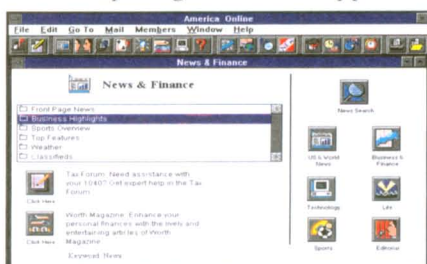 America Online
File Edit Go To Mail Members Window Help
News & Finance
News & Finance
Front Page News
Business Highlights
Sports Overview
Top Features
Weather
Classifieds
Tax Forum: Need assistance with
your 1040? Get expert help in the Tax
Forum
Click Here
Worth Magazine: Enhance your
personal finances with the lively and
entertaining articles of Worth
Magazine
Click Here
Keyword: News
News Search
US & World
News
Business &
Finance
Technology
Life
Sports
Editorial